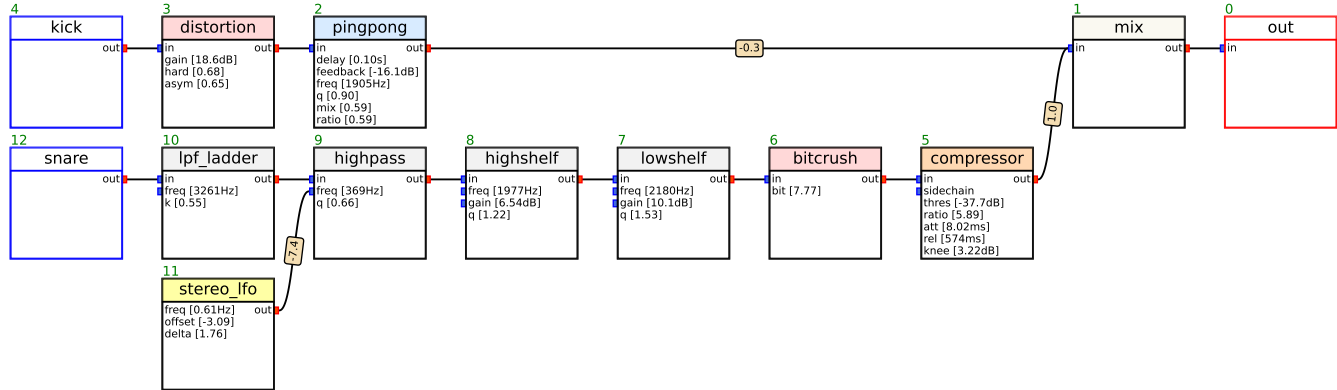 4
kick
out
3
distortion
in out
gain [18.6dB]
hard [0.68]
asym [0.65]
2
pingpong
in out
delay [0.10s]
feedback [-16.1dB]
freq [1905Hz]
q [0.90]
mix [0.59]
ratio [0.59]
-0.3
1
mix
in out
0
out
in
1.0
12
snare
out
10
lpf_ladder
in out
freq [3261Hz]
k [0.55]
9
highpass
in out
freq [369Hz]
q [0.66]
8
highshelf
in out
freq [1977Hz]
gain [6.54dB]
q [1.22]
7
lowshelf
in out
freq [2180Hz]
gain [10.1dB]
q [1.53]
6
bitcrush
in out
bit [7.77]
5
compressor
in out
sidechain
thres [-37.7dB]
ratio [5.89]
att [8.02ms]
rel [574ms]
knee [3.22dB]
-7.4
11
stereo_lfo
freq [0.61Hz] out
offset [-3.09]
delta [1.76]